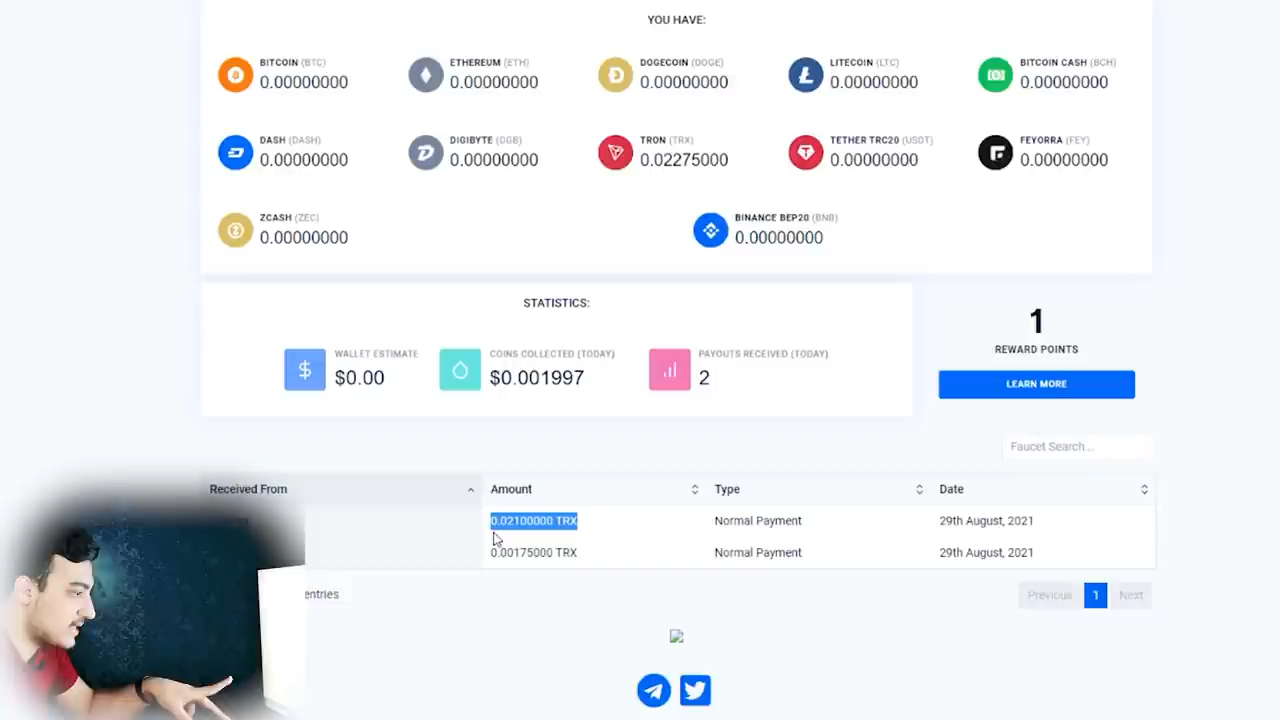 YOU HAVE:
BITCOIN (BTC)
0.00000000
ETHEREUM (ETH)
0.00000000
DOGECOIN (DOGE)
0.00000000
LITECOIN (LTC)
0.00000000
BITCOIN CASH (BCH)
0.00000000
DASH (DASH)
0.00000000
DIGIBYTE (DGB)
0.00000000
TRON (TRX)
0.02275000
TETHER TRC20 (USDT)
0.00000000
FEYORRA (FEY)
0.00000000
ZCASH (ZEC)
0.00000000
BINANCE BEP20 (BNB)
0.00000000
STATISTICS:
WALLET ESTIMATE
$0.00
COINS COLLECTED (TODAY)
$0.001997
PAYOUTS RECEIVED (TODAY)
2
1
REWARD POINTS
LEARN MORE
Faucet Search...
Received From Amount Type Date
0.02100000 TRX Normal Payment 29th August, 2021
0.00175000 TRX Normal Payment 29th August, 2021
entries
Previous 1 Next